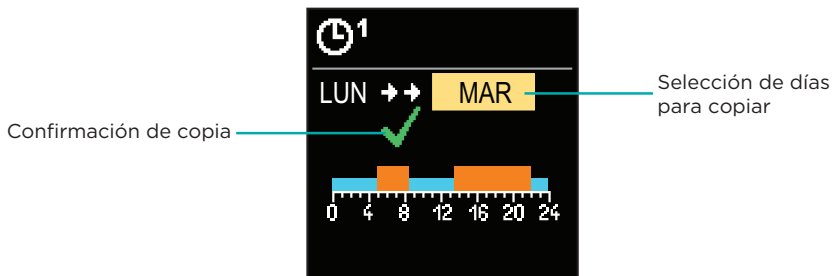 1
LUN MAR
Selección de días
para copiar
Confirmación de copia
0 4 8 12 16 20 24